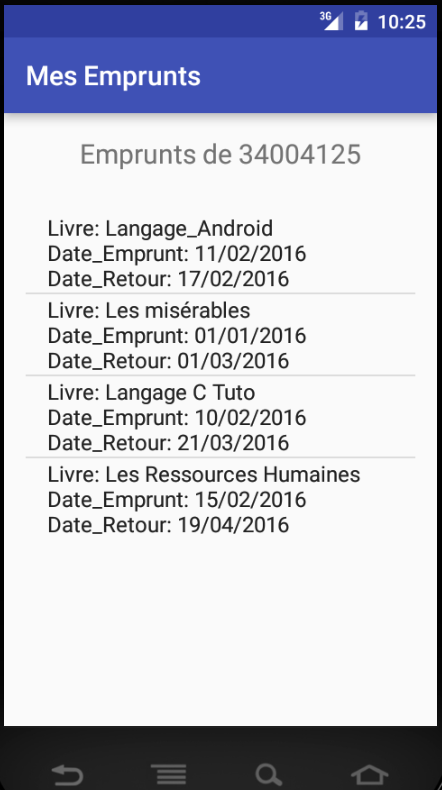 3G 10:25
Mes Emprunts
Emprunts de 34004125
Livre: Langage_Android
Date_Emprunt: 11/02/2016
Date_Retour: 17/02/2016
Livre: Les misérables
Date_Emprunt: 01/01/2016
Date_Retour: 01/03/2016
Livre: Langage C Tuto
Date_Emprunt: 10/02/2016
Date_Retour: 21/03/2016
Livre: Les Ressources Humaines
Date_Emprunt: 15/02/2016
Date_Retour: 19/04/2016